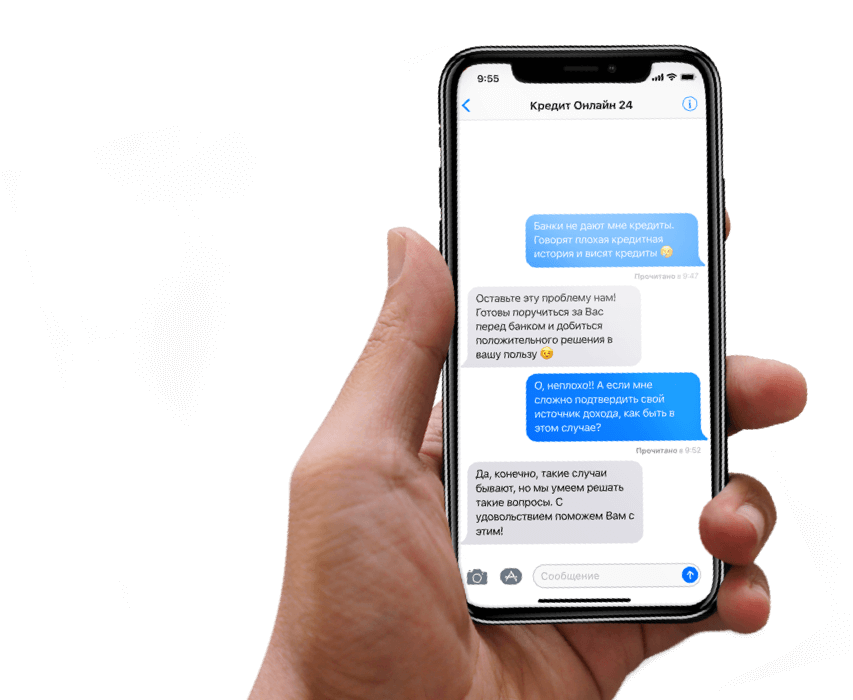 9:55
Кредит Онлайн 24
Банки не дают мне кредиты.
Говорят плохая кредитная
история и висят кредиты
Прочитано в 9:47
Оставьте эту проблему нам!
Готовы поручиться за Вас
перед банком и добиться
положительного решения в
вашу пользу
О, неплохо!! А если мне
сложно подтвердить свой
источник дохода, как быть в
этом случае?
Прочитано в 9:52
Да, конечно, такие случаи
бывают, но мы умеем решать
такие вопросы. С
удовольствием поможем Вам с
этим!
Сообщение